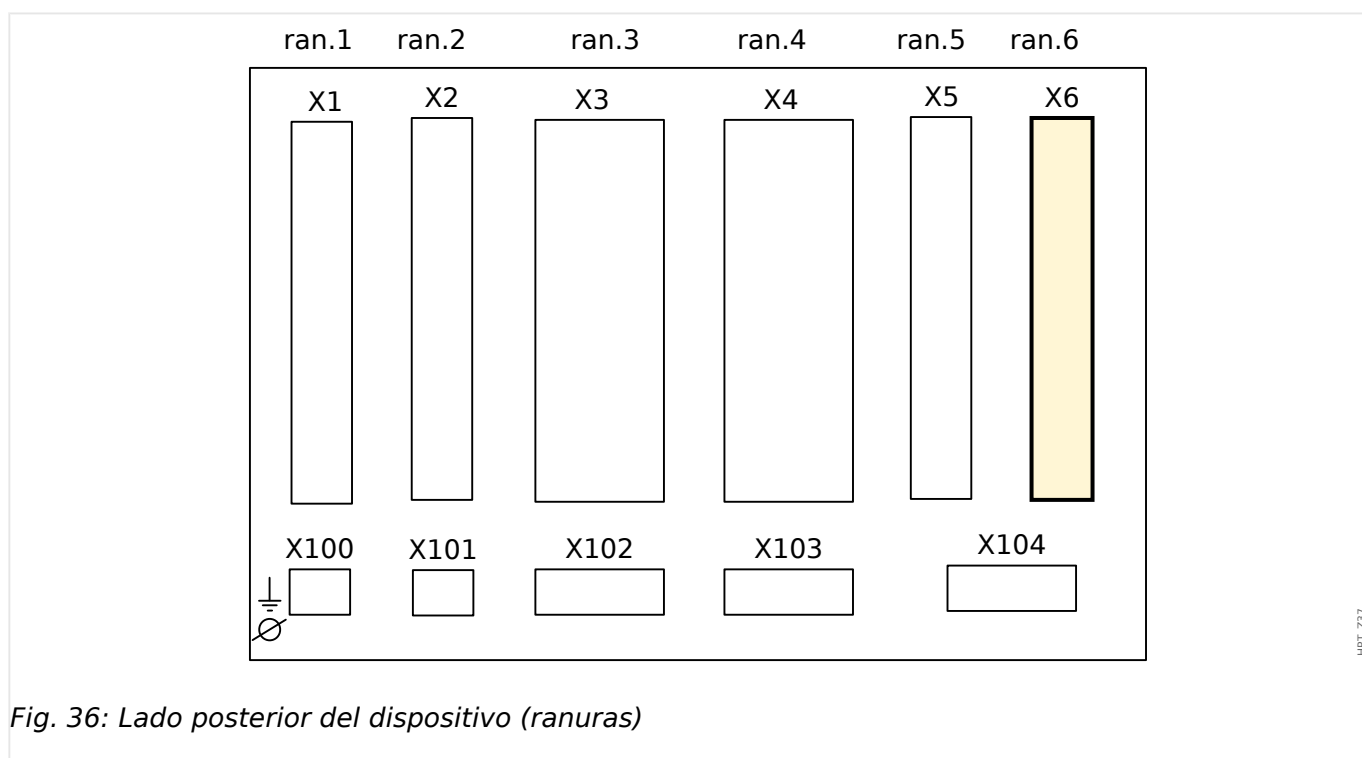 ran.1 ran.2 ran.3 ran.4 ran.5 ran.6
X1 X2 X3 X4 X5 X6
X100 X101 X102 X103 X104
Fig. 36: Lado posterior del dispositivo (ranuras)